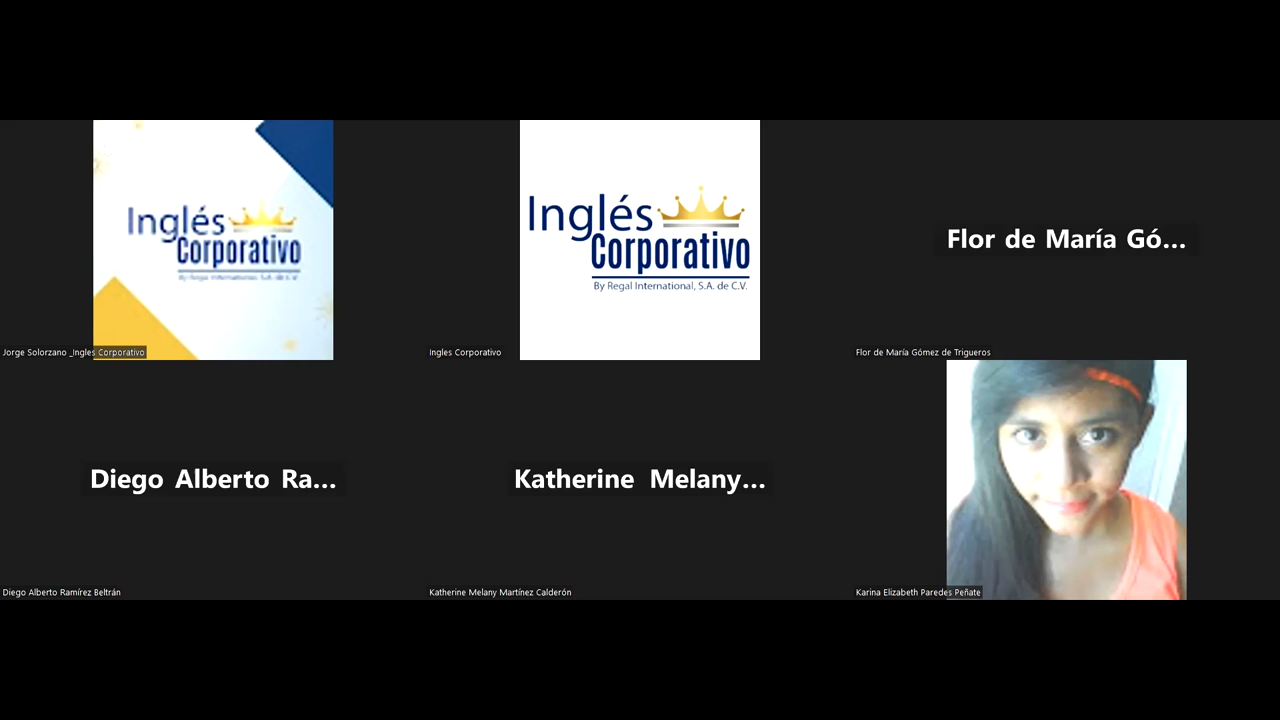 Inglés
Corporativo
By Regal International, S.A. de C.V.
Jorge Solorzano _Ingles Corporativo
Inglés
Corporativo
By Regal International, S.A. de C.V.
Ingles Corporativo
Flor de María Gó...
Flor de María Gómez de Trigueros
Diego Alberto Ra...
Diego Alberto Ramírez Beltrán
Katherine Melany...
Katherine Melany Martínez Calderón
Karina Elizabeth Paredes Peñate